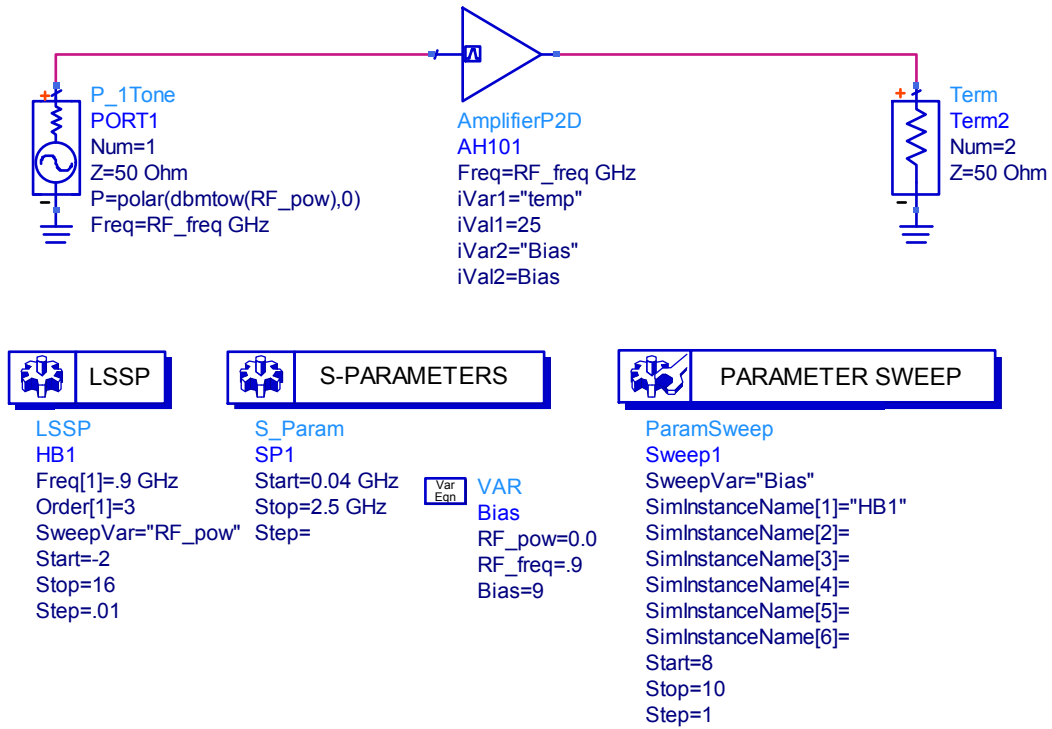 P_1Tone
PORT1
Num=1
Z=50 Ohm
P=polar(dbmtow(RF_pow),0)
Freq=RF_freq GHz
AmplifierP2D
AH101
Freq=RF_freq GHz
iVar1="temp"
iVal1=25
iVar2="Bias"
iVal2=Bias
Term
Term2
Num=2
Z=50 Ohm
LSSP
LSSP
HB1
Freq[1]=.9 GHz
Order[1]=3
SweepVar="RF_pow"
Start=-2
Stop=16
Step=.01
S-PARAMETERS
S_Param
SP1
Start=0.04 GHz
Stop=2.5 GHz
Step=
Var
Eqn
VAR
Bias
RF_pow=0.0
RF_freq=.9
Bias=9
PARAMETER SWEEP
ParamSweep
Sweep1
SweepVar="Bias"
SimInstanceName[1]="HB1"
SimInstanceName[2]=
SimInstanceName[3]=
SimInstanceName[4]=
SimInstanceName[5]=
SimInstanceName[6]=
Start=8
Stop=10
Step=1